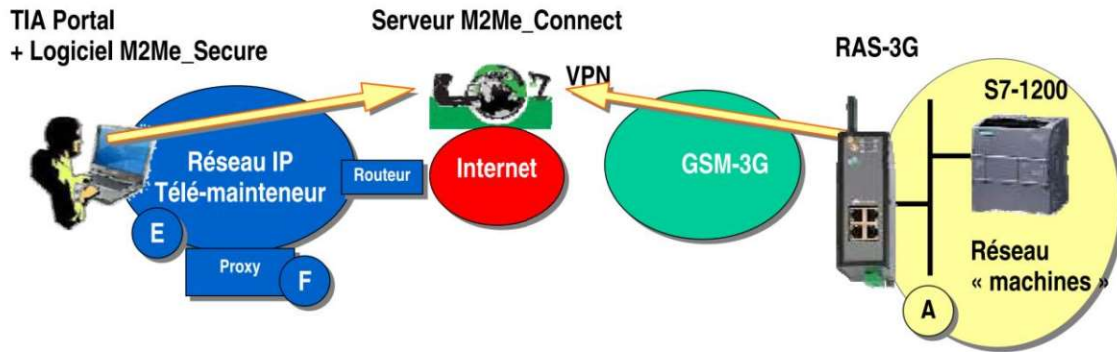 TIA Portal
+ Logiciel M2Me_Secure
Serveur M2Me_Connect
VPN
RAS-3G
S7-1200
Réseau IP
Télé-mainteneur
Routeur
Internet
GSM-3G
E
Proxy
F
Réseau
« machines »
A